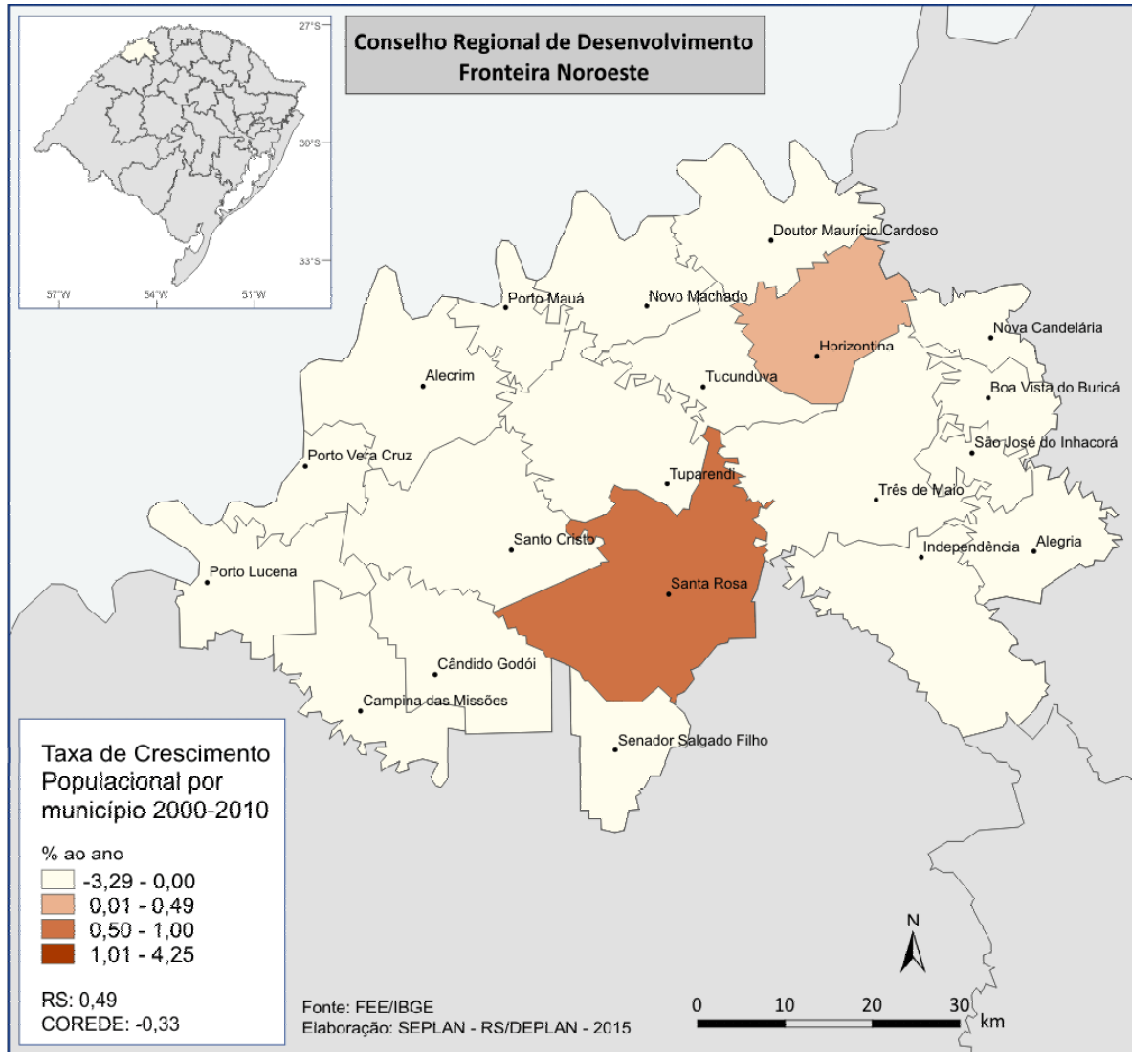 Conselho Regional de Desenvolvimento
Fronteira Noroeste
27°S
30°S
33°S
57°W
54°W
51°W
Doutor Maurício Cardoso
Porto Mauá
Novo Machado
Nova Candelária
Horizontina
Alecrim
Tucunduva
Boa Vista do Buricá
Porto Vera Cruz
São José do Inhacorá
Tuparendi
Três de Maio
Santo Cristo
Independência
Alegria
Porto Lucena
Santa Rosa
Cândido Godói
Campina das Missões
Senador Salgado Filho
Taxa de Crescimento
Populacional por
município 2000-2010
% ao ano
-3,29 - 0,00
0,01 - 0,49
0,50 - 1,00
1,01 - 4,25
RS: 0,49
COREDE: -0,33
Fonte: FEE/IBGE
Elaboração: SEPLAN - RS/DEPLAN - 2015
N
0 10 20 30
km